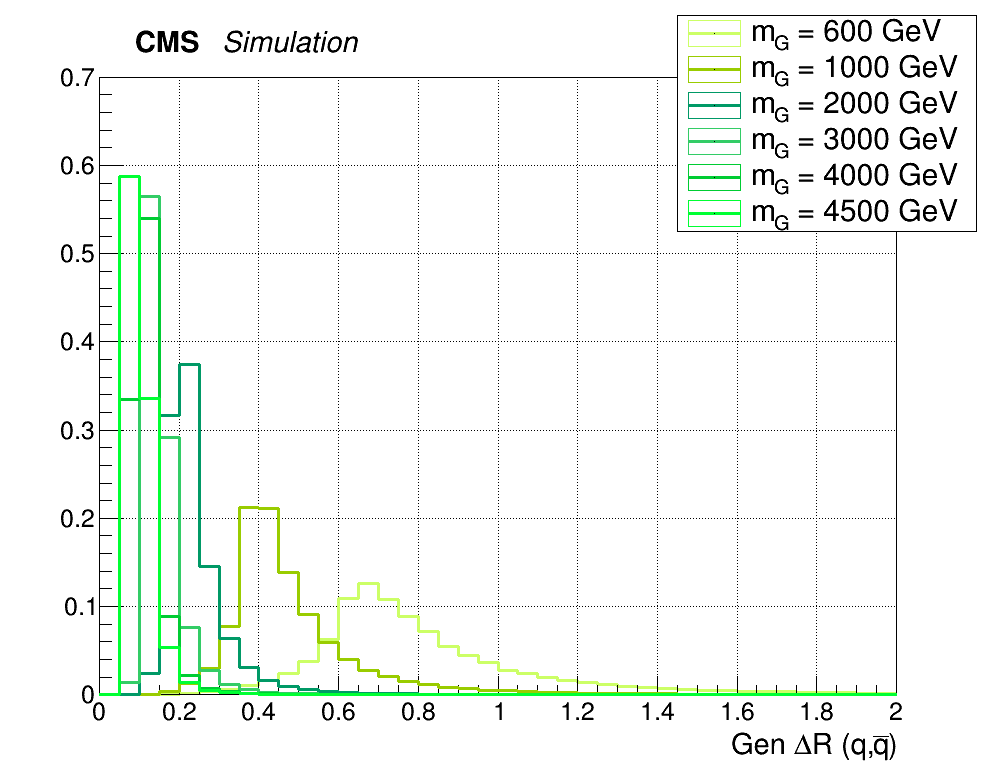 CMS Simulation
m_G = 600 GeV
m_G = 1000 GeV
m_G = 2000 GeV
m_G = 3000 GeV
m_G = 4000 GeV
m_G = 4500 GeV
0.7
0.6
0.5
0.4
0.3
0.2
0.1
0
0 0.2 0.4 0.6 0.8 1 1.2 1.4 1.6 1.8 2
Gen ΔR (q,q̅)